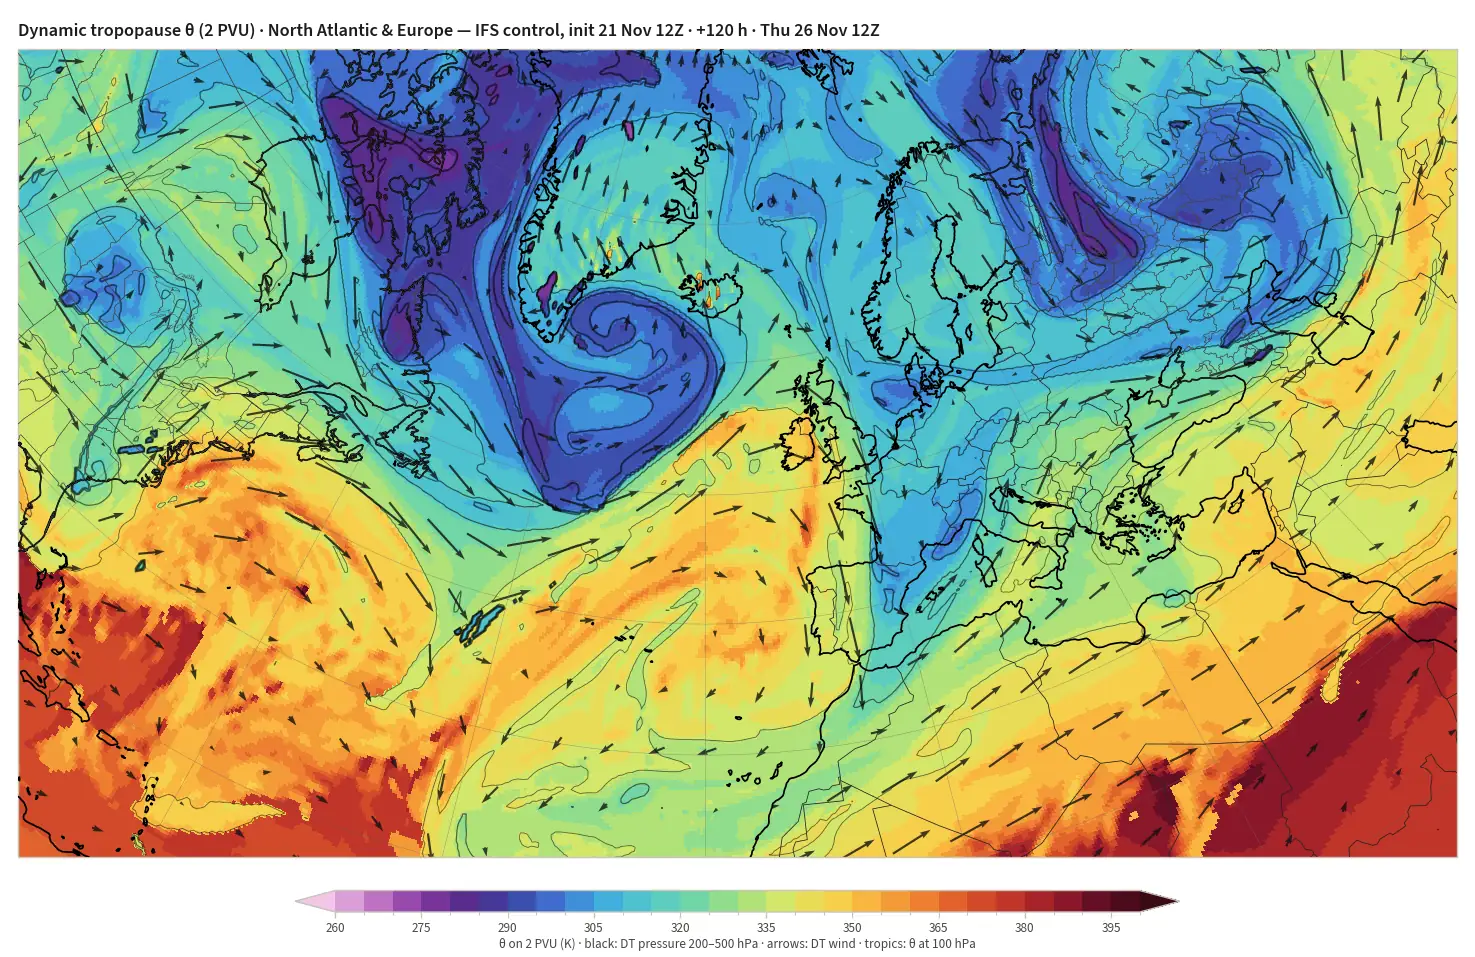 Dynamic tropopause θ (2 PVU) · North Atlantic & Europe — IFS control, init 21 Nov 12Z · +120 h · Thu 26 Nov 12Z
260 275 290 305 320 335 350 365 380 395
θ on 2 PVU (K) · black: DT pressure 200–500 hPa · arrows: DT wind · tropics: θ at 100 hPa